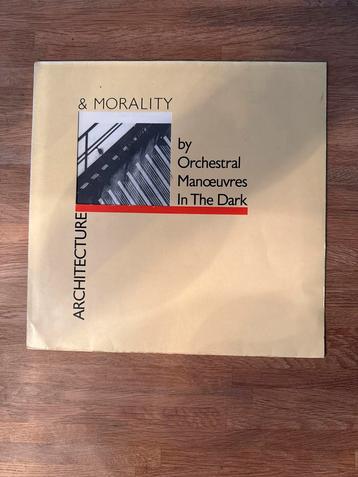 ARCHITECTURE
& MORALITY
by
Orchestral
Manœuvres
In The Dark